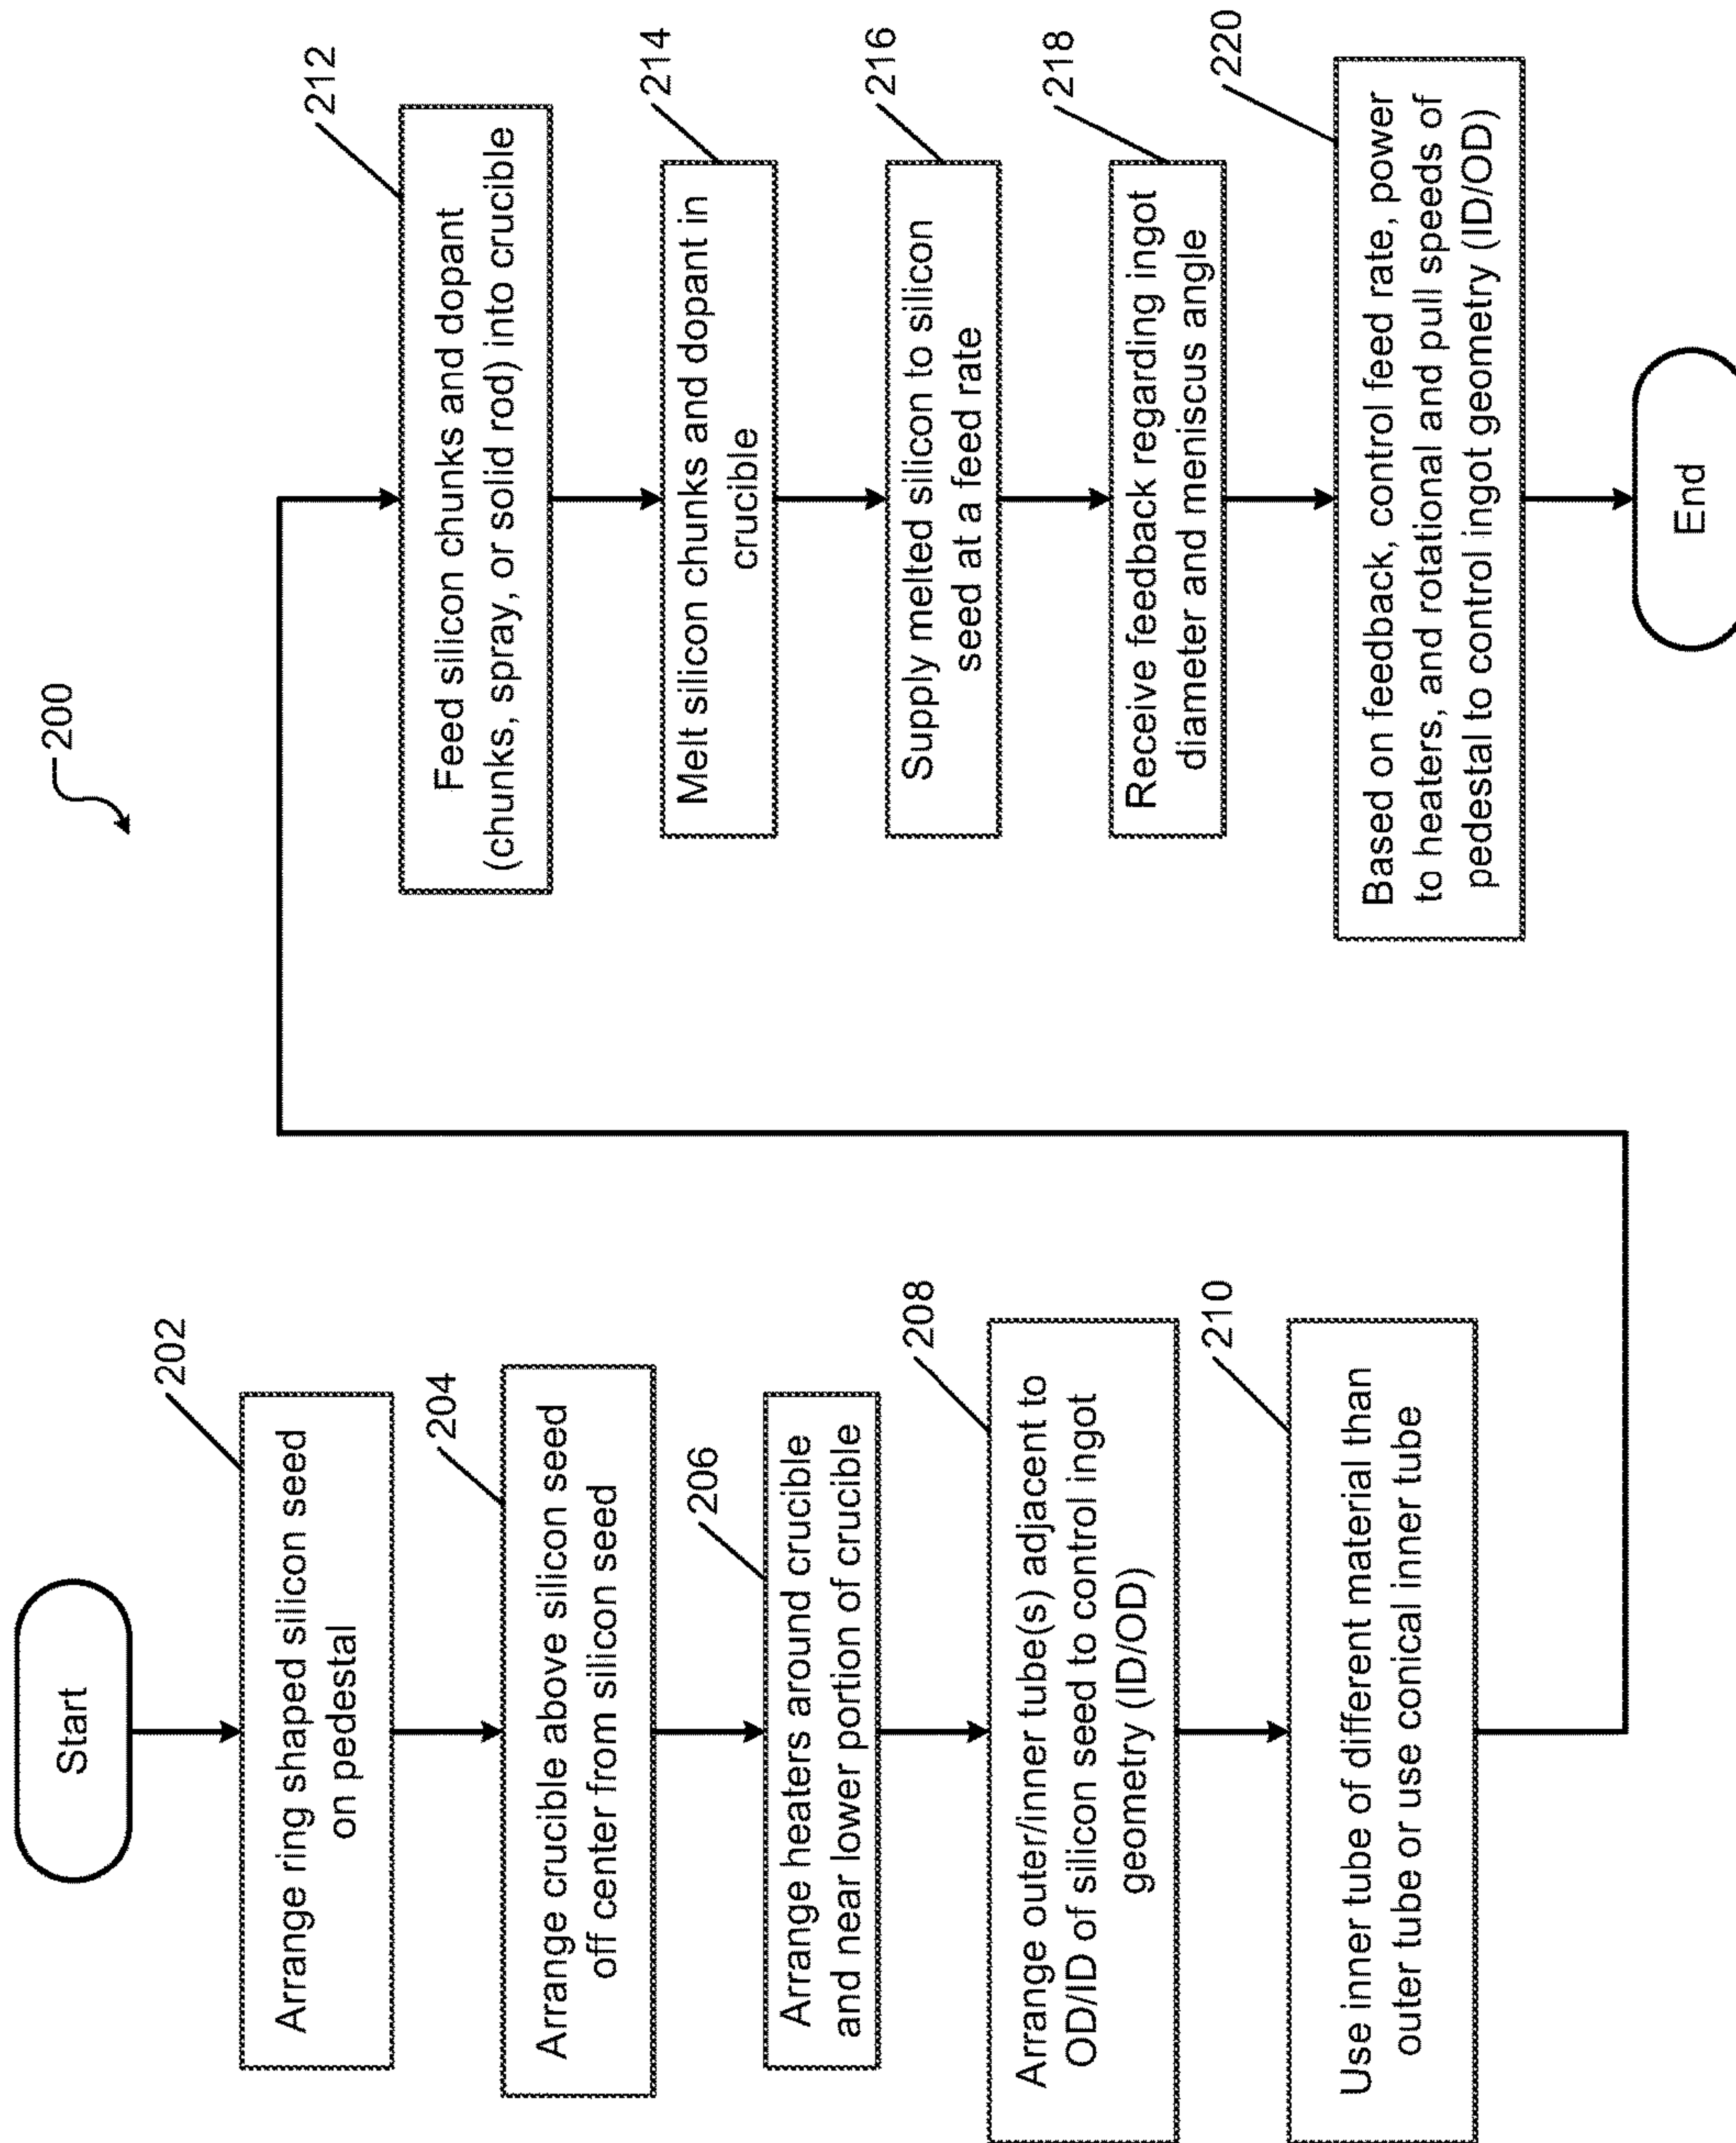 200
Start
202
Arrange ring shaped silicon seed
on pedestal
204
Arrange crucible above silicon seed
off center from silicon seed
206
Arrange heaters around crucible
and near lower portion of crucible
208
Arrange outer/inner tube(s) adjacent to
OD/ID of silicon seed to control ingot
geometry (ID/OD)
210
Use inner tube of different material than
outer tube or use conical inner tube
212
Feed silicon chunks and dopant
(chunks, spray, or solid rod) into crucible
214
Melt silicon chunks and dopant in
crucible
216
Supply melted silicon to silicon
seed at a feed rate
218
Receive feedback regarding ingot
diameter and meniscus angle
220
Based on feedback, control feed rate, power
to heaters, and rotational and pull speeds of
pedestal to control ingot geometry (ID/OD)
End